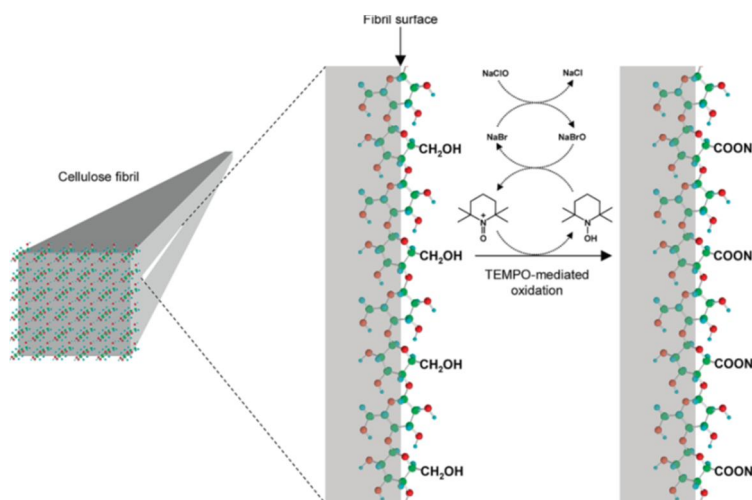 Fibril surface
NaClO
NaCl
NaBr
NaBrO
Cellulose fibril
CH₂OH
CH₂OH
CH₂OH
CH₂OH
N
+
O
N
OH
TEMPO-mediated
oxidation
COON
COON
COON
COON